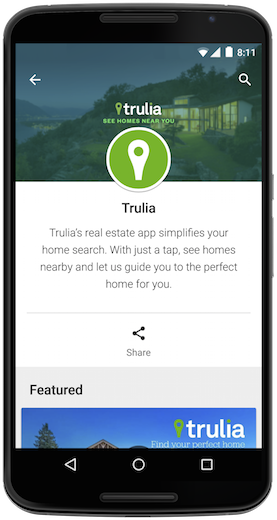 8:11
trulia
SEE HOMES NEAR YOU
Trulia
Trulia's real estate app simplifies your
home search. With just a tap, see homes
nearby and let us guide you to the perfect
home for you.
Share
Featured
trulia
Find your perfect home